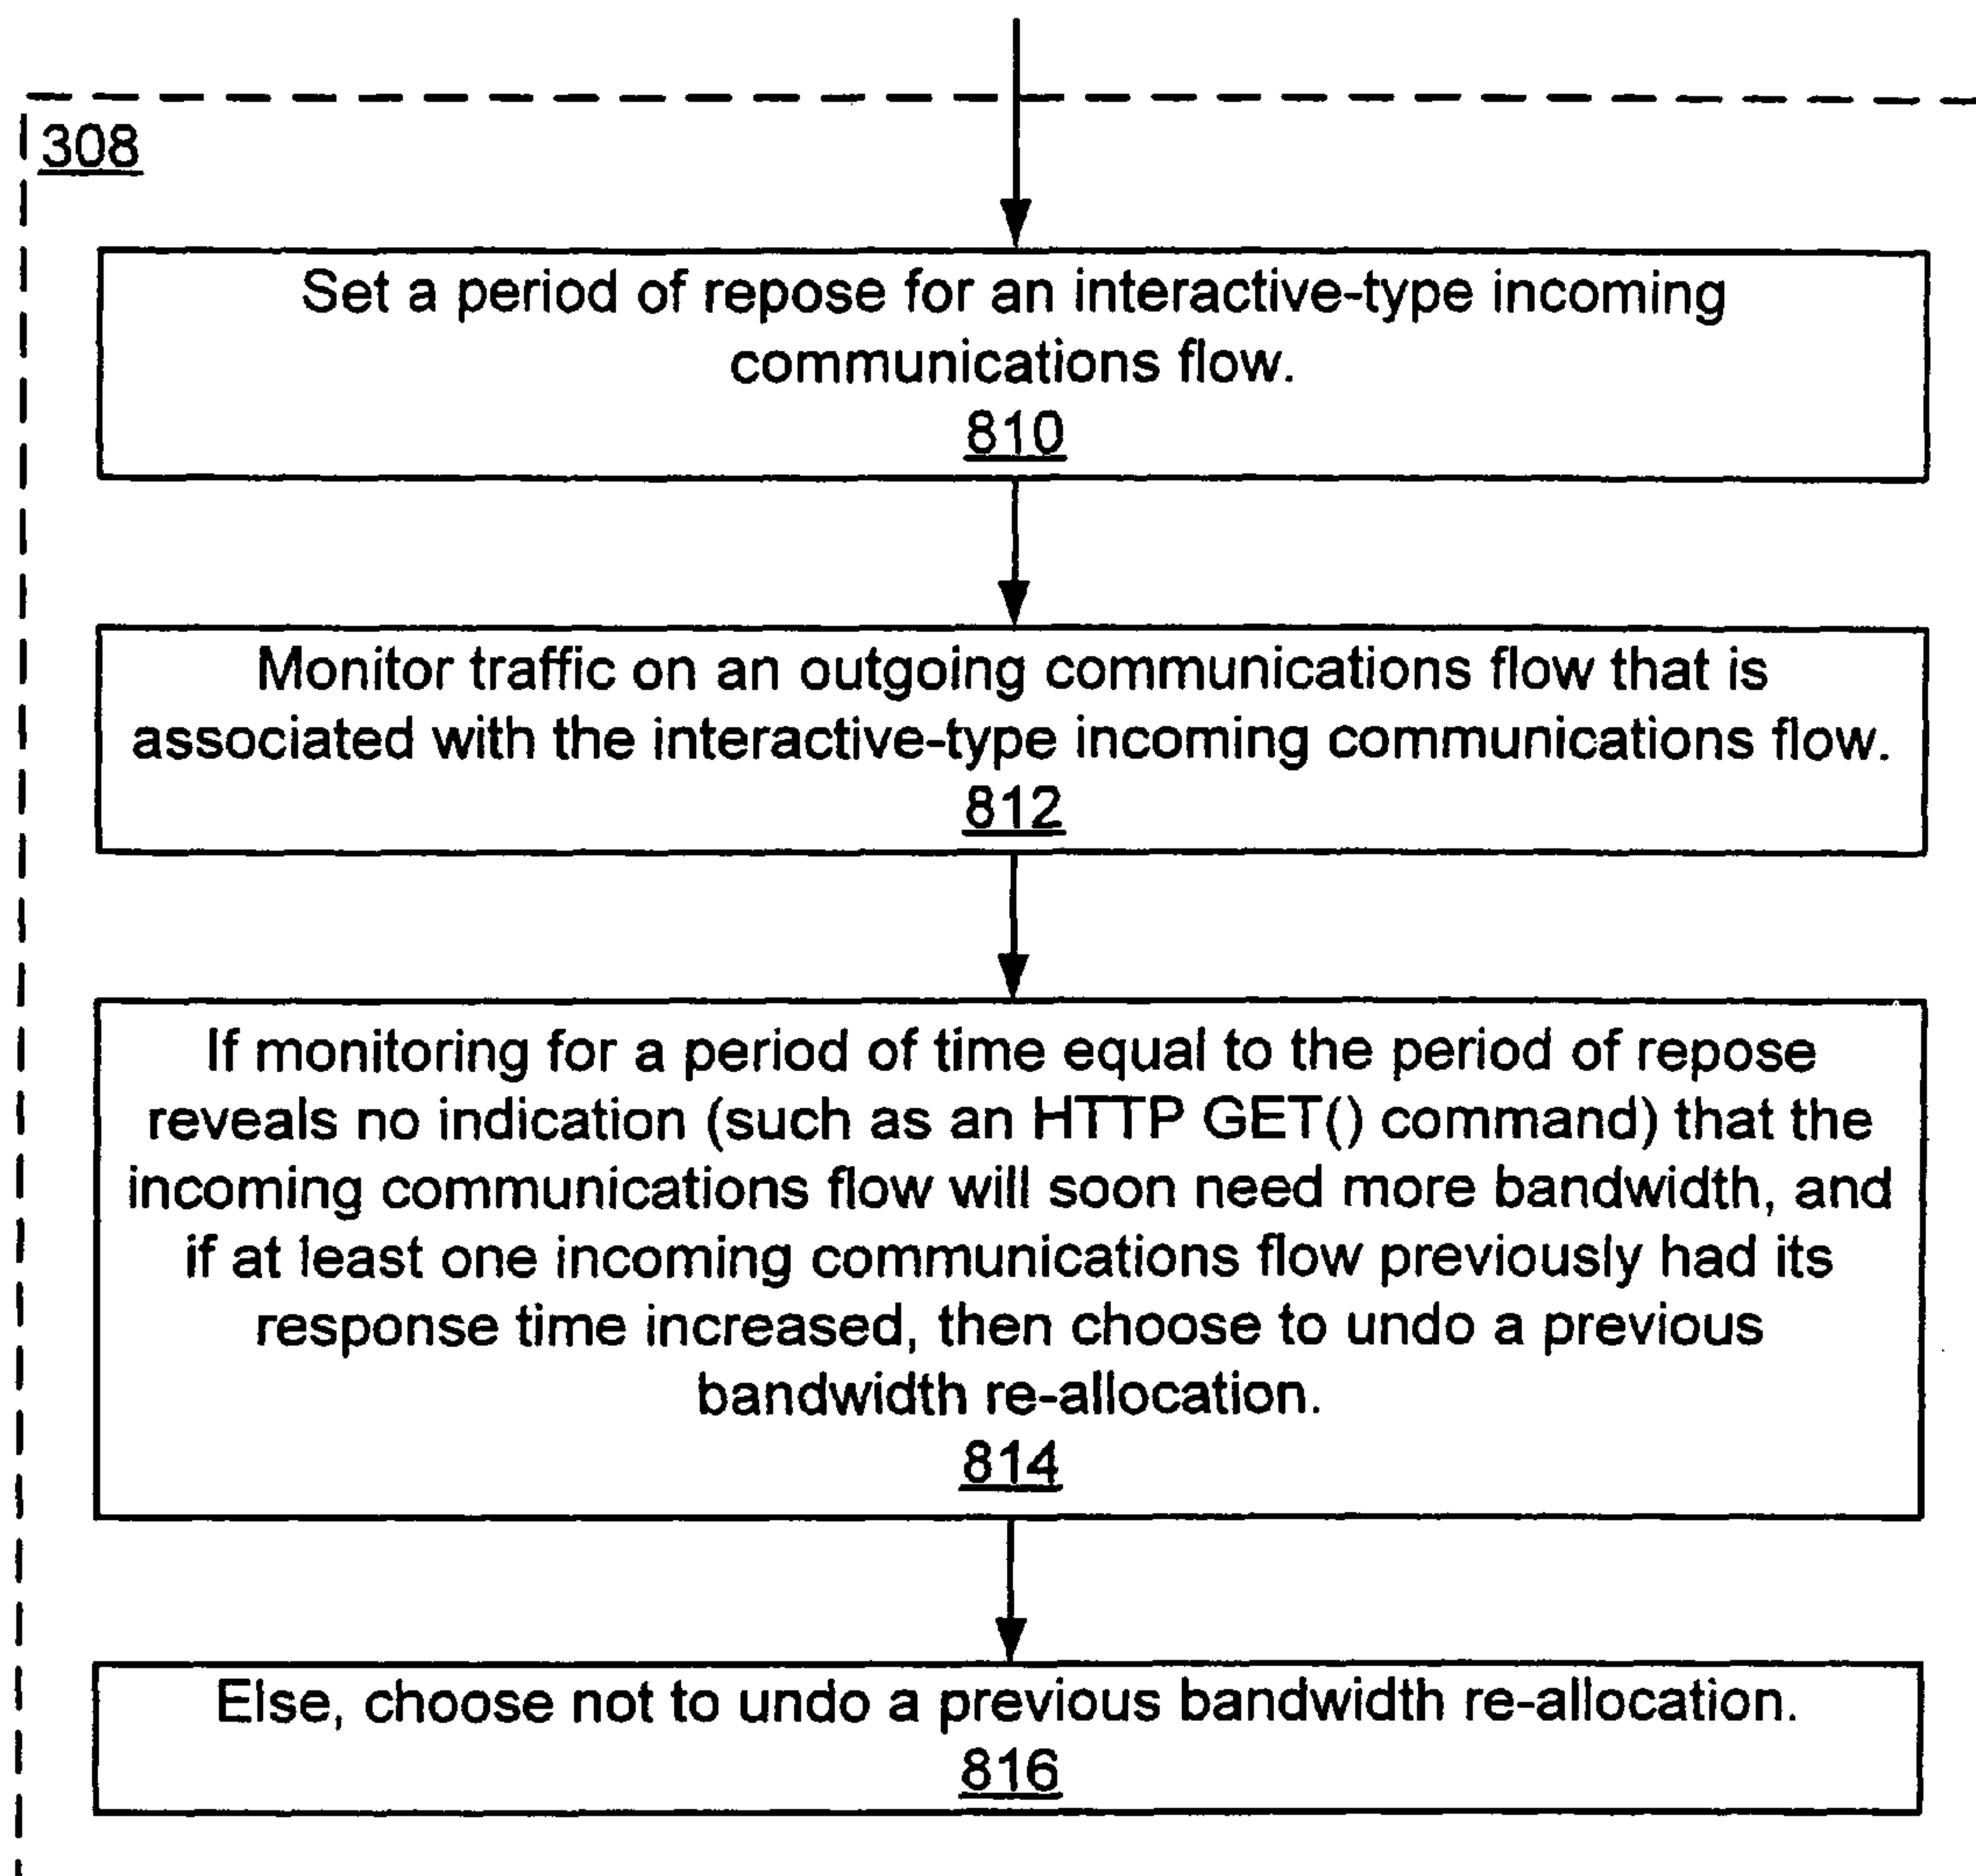 308
Set a period of repose for an interactive-type incoming
communications flow.
810
Monitor traffic on an outgoing communications flow that is
associated with the interactive-type incoming communications flow.
812
If monitoring for a period of time equal to the period of repose
reveals no indication (such as an HTTP GET() command) that the
incoming communications flow will soon need more bandwidth, and
if at least one incoming communications flow previously had its
response time increased, then choose to undo a previous
bandwidth re-allocation.
814
Else, choose not to undo a previous bandwidth re-allocation.
816